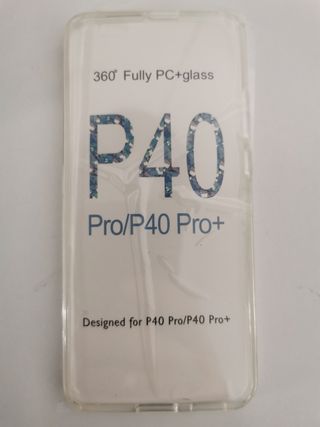 360° Fully PC+glass
P40
Pro/P40 Pro+
Designed for P40 Pro/P40 Pro+